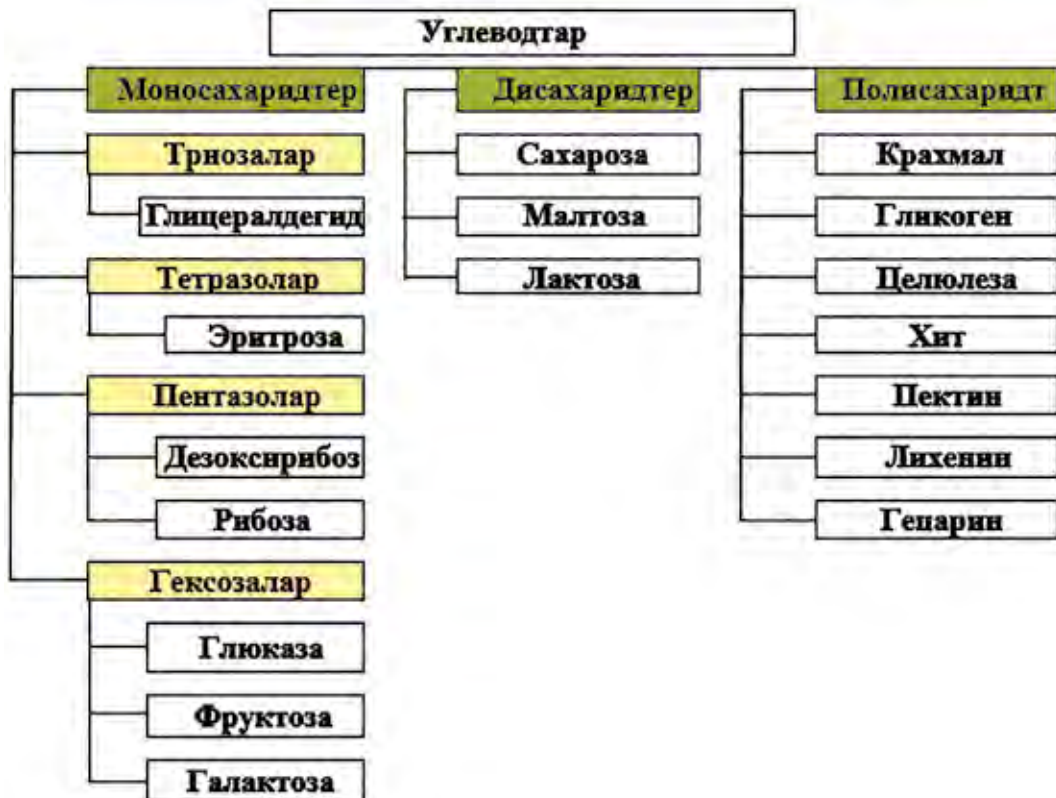 Углеводтар
Моносахаридтер
Триозалар
Глицералдегид
Тетразолар
Эритроза
Пентазолар
Дезоксирибоз
Рибоза
Гексозалар
Глюказа
Фруктоза
Галактоза
Дисахаридтер
Сахароза
Малтоза
Лактоза
Полисахаридт
Крахмал
Гликоген
Целюлеза
Хит
Пектин
Лихенин
Гепарин